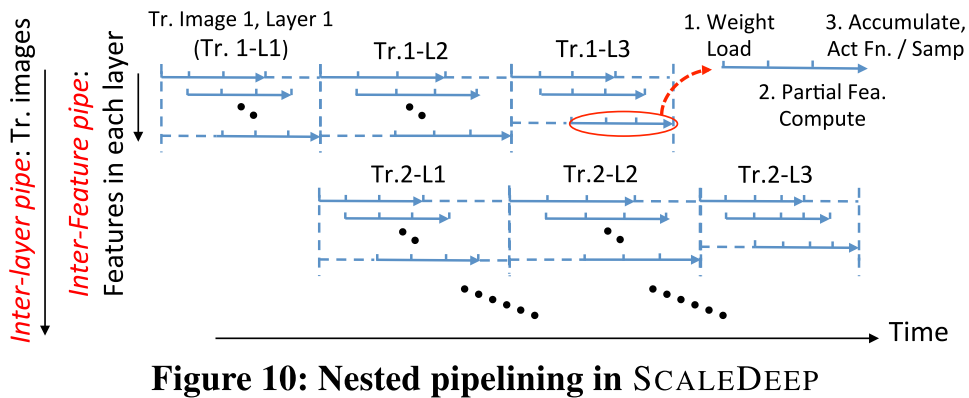 Inter-layer pipe: Tr. images
Inter-Feature pipe:
Features in each layer
Tr. Image 1, Layer 1
(Tr. 1-L1)
Tr.1-L2
Tr.1-L3
1. Weight
Load
3. Accumulate,
Act Fn. / Samp
2. Partial Fea.
Compute
Tr.2-L1
Tr.2-L2
Tr.2-L3
Time
Figure 10: Nested pipelining in SCALEDEEP